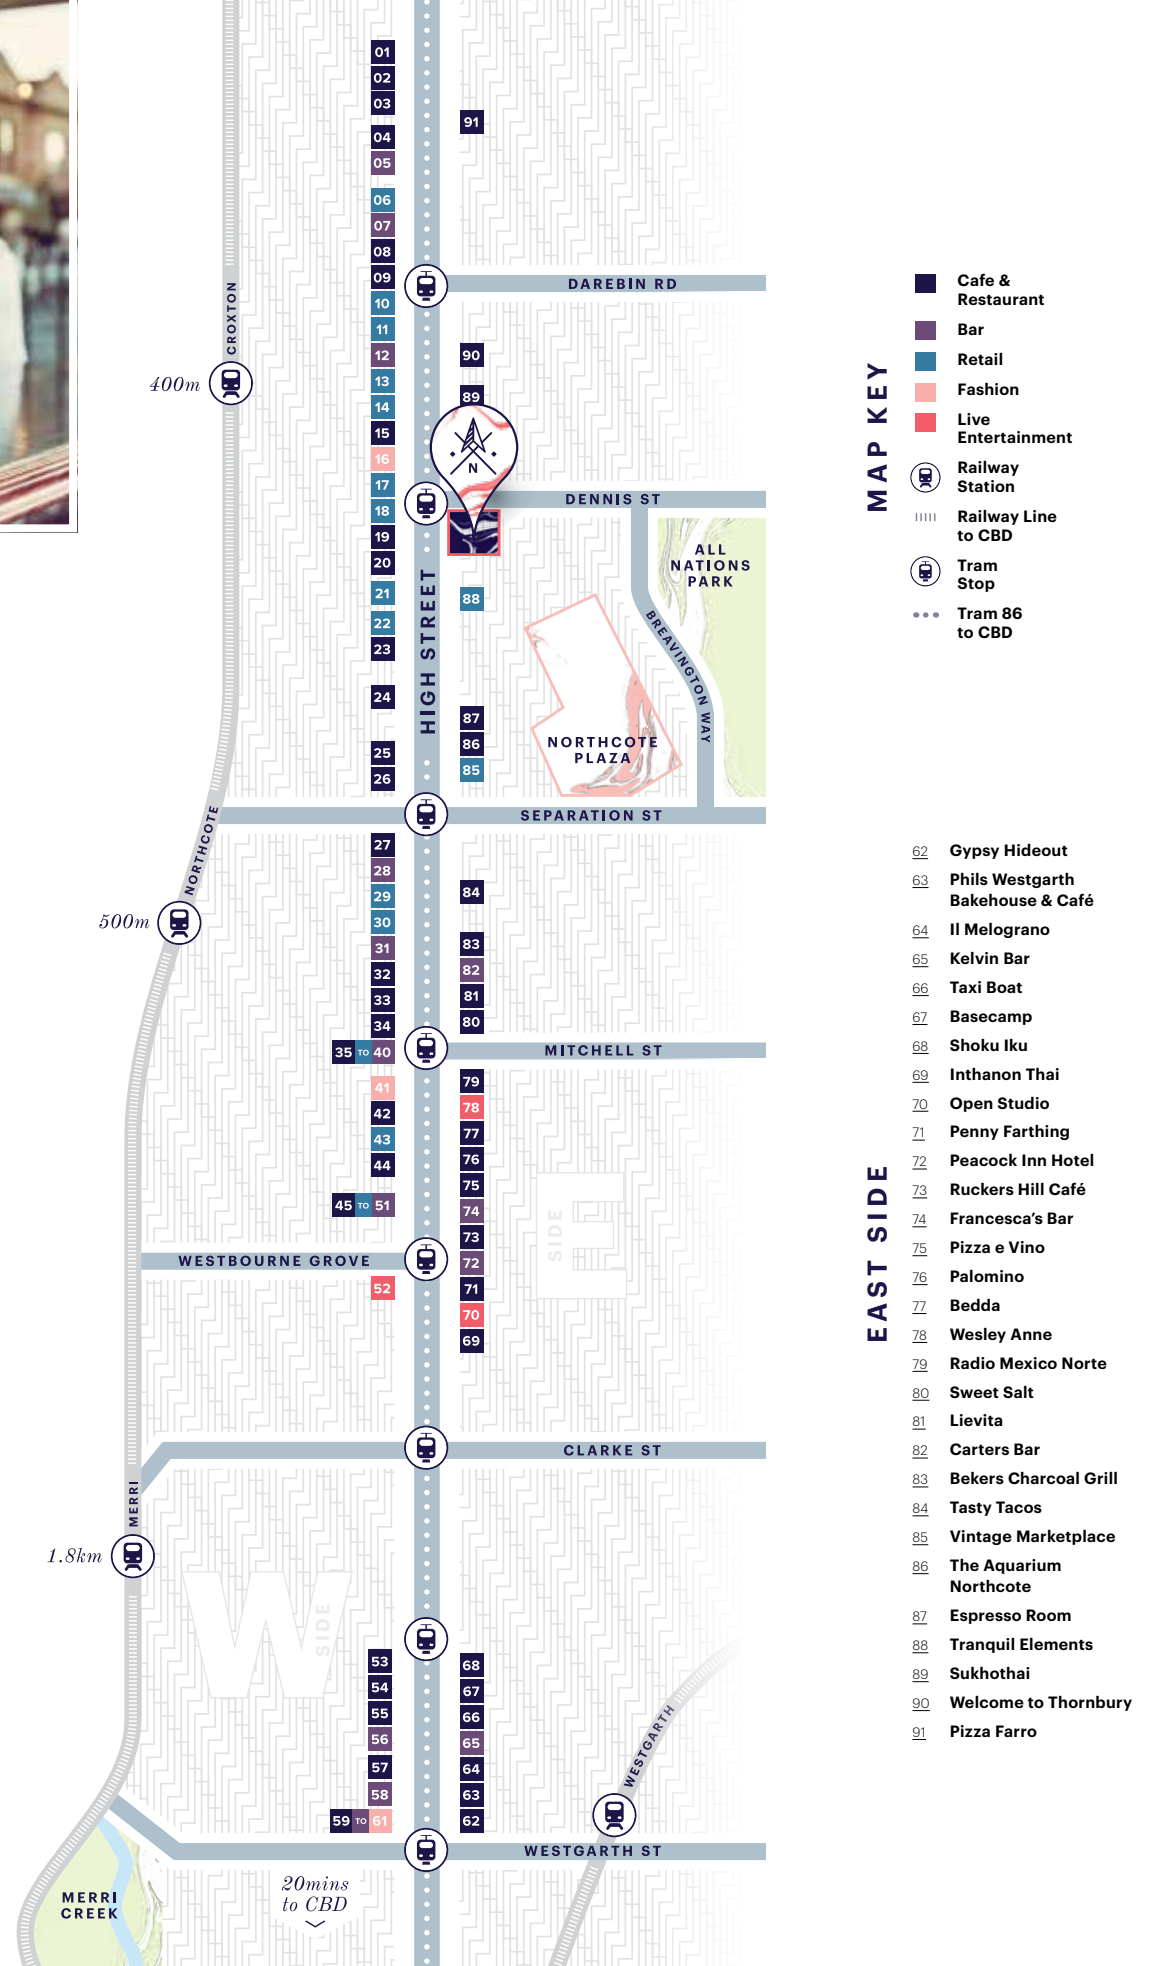 01
02
03
04
05
06
07
08
09
10
11
12
13
14
15
16
17
18
19
20
21
22
23
24
25
26
27
28
29
30
31
32
33
34
35 TO 40
41
42
43
44
45 TO 51
52
53
54
55
56
57
58
59 TO 61
91
90
89
N
88
87
86
85
84
83
82
81
80
79
78
77
76
75
74
73
72
71
70
69
68
67
66
65
64
63
62
CROXTON
400m
NORTHCOTE
500m
MERRI
1.8km
HIGH STREET
DAREBIN RD
DENNIS ST
ALL
NATIONS
PARK
BREAVINGTON WAY
NORTHCOTE
PLAZA
SEPARATION ST
MITCHELL ST
E
SIDE
WESTBOURNE GROVE
CLARKE ST
W
SIDE
WESTGARTH
WESTGARTH ST
MERRI
CREEK
20mins
to CBD
MAP KEY
Cafe &
Restaurant
Bar
Retail
Fashion
Live
Entertainment
Railway
Station
Railway Line
to CBD
Tram
Stop
Tram 86
to CBD
EAST SIDE
62 Gypsy Hideout
63 Phils Westgarth
Bakehouse & Café
64 Il Melograno
65 Kelvin Bar
66 Taxi Boat
67 Basecamp
68 Shoku Iku
69 Inthanon Thai
70 Open Studio
71 Penny Farthing
72 Peacock Inn Hotel
73 Ruckers Hill Café
74 Francesca's Bar
75 Pizza e Vino
76 Palomino
77 Bedda
78 Wesley Anne
79 Radio Mexico Norte
80 Sweet Salt
81 Lievita
82 Carters Bar
83 Bekers Charcoal Grill
84 Tasty Tacos
85 Vintage Marketplace
86 The Aquarium
Northcote
87 Espresso Room
88 Tranquil Elements
89 Sukhothai
90 Welcome to Thornbury
91 Pizza Farro